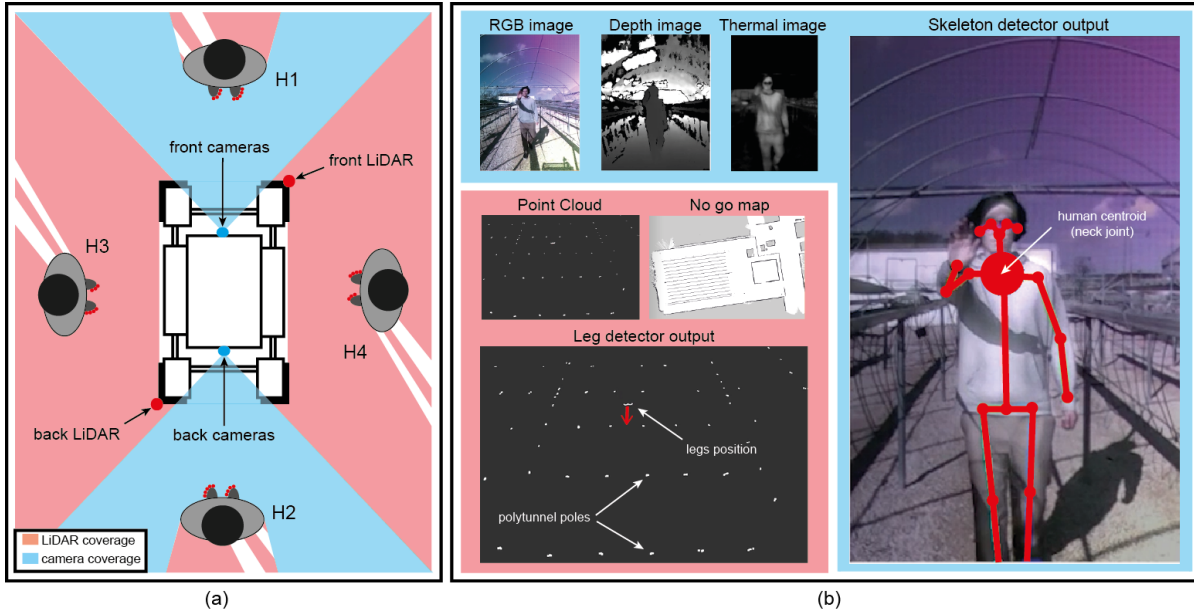 H1
front cameras
front LiDAR
H3
H4
back LiDAR
back cameras
H2
LiDAR coverage
camera coverage
(a)
RGB image
Depth image
Thermal image
Skeleton detector output
human centroid
(neck joint)
Point Cloud
No go map
Leg detector output
legs position
polytunnel poles
(b)